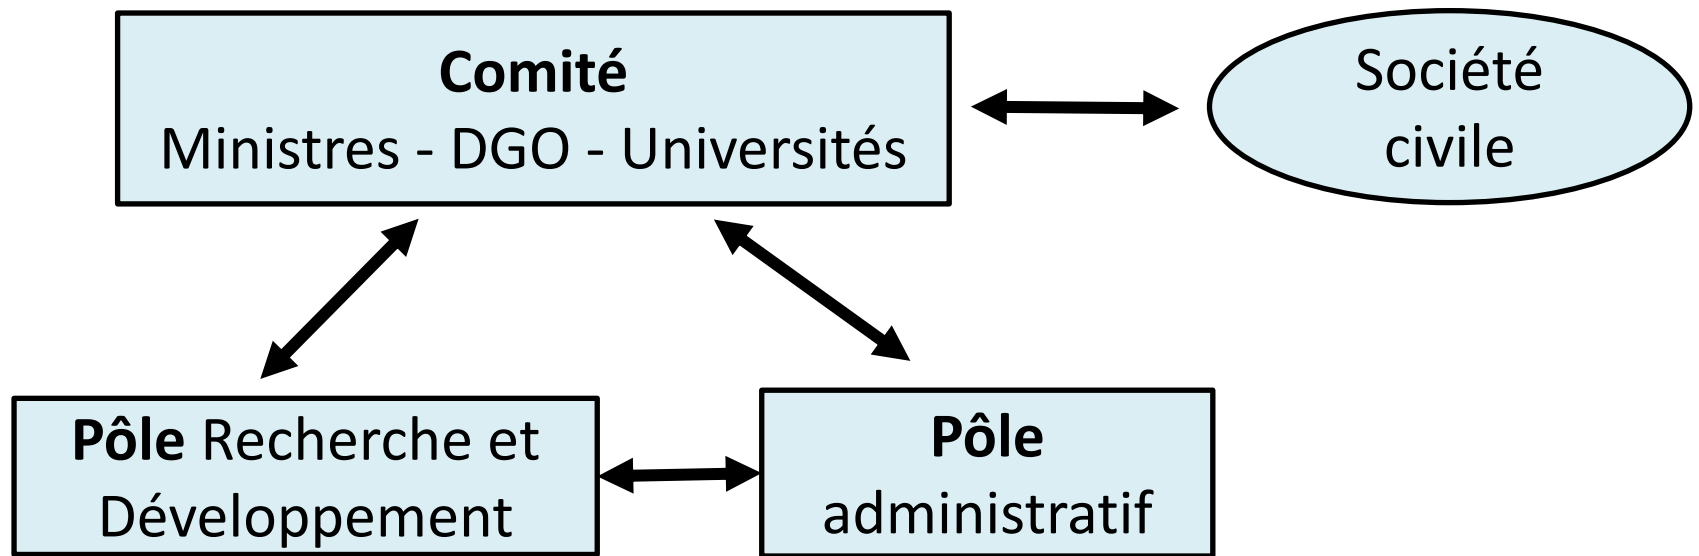 Comité
Ministres - DGO - Universités
Société
civile
Pôle Recherche et
Développement
Pôle
administratif